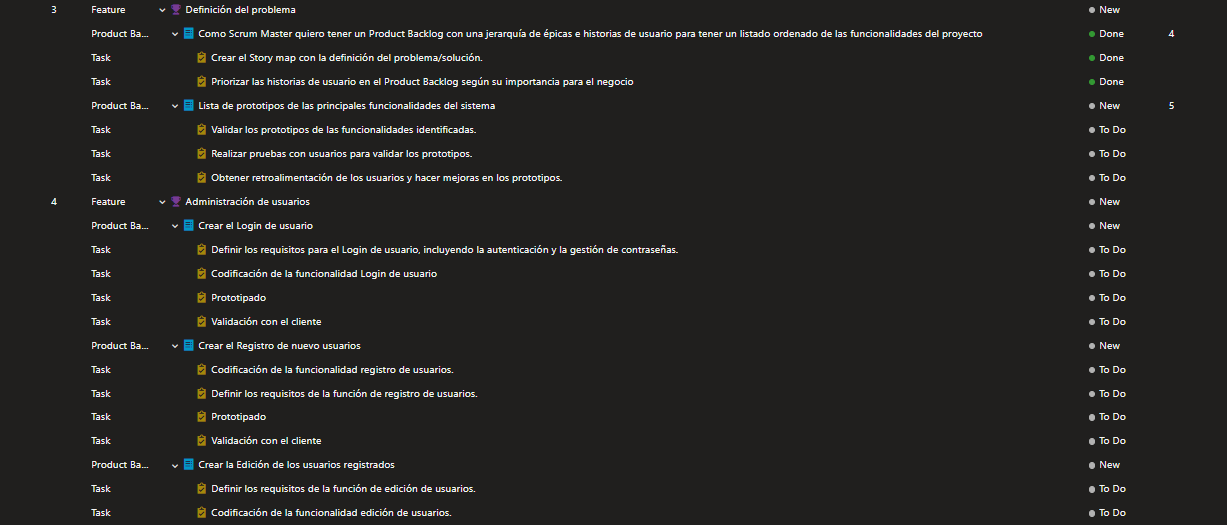 3 Feature Definición del problema New
Product Ba... Como Scrum Master quiero tener un Product Backlog con una jerarquía de épicas e historias de usuario para tener un listado ordenado de las funcionalidades del proyecto Done 4
Task Crear el Story map con la definición del problema/solución. Done
Task Priorizar las historias de usuario en el Product Backlog según su importancia para el negocio Done
Product Ba... Lista de prototipos de las principales funcionalidades del sistema New 5
Task Validar los prototipos de las funcionalidades identificadas. To Do
Task Realizar pruebas con usuarios para validar los prototipos. To Do
Task Obtener retroalimentación de los usuarios y hacer mejoras en los prototipos. To Do
4 Feature Administración de usuarios New
Product Ba... Crear el Login de usuario New
Task Definir los requisitos para el Login de usuario, incluyendo la autenticación y la gestión de contraseñas. To Do
Task Codificación de la funcionalidad Login de usuario To Do
Task Prototipado To Do
Task Validación con el cliente To Do
Product Ba... Crear el Registro de nuevo usuarios New
Task Codificación de la funcionalidad registro de usuarios. To Do
Task Definir los requisitos de la función de registro de usuarios. To Do
Task Prototipado To Do
Task Validación con el cliente To Do
Product Ba... Crear la Edición de los usuarios registrados New
Task Definir los requisitos de la función de edición de usuarios. To Do
Task Codificación de la funcionalidad edición de usuarios. To Do